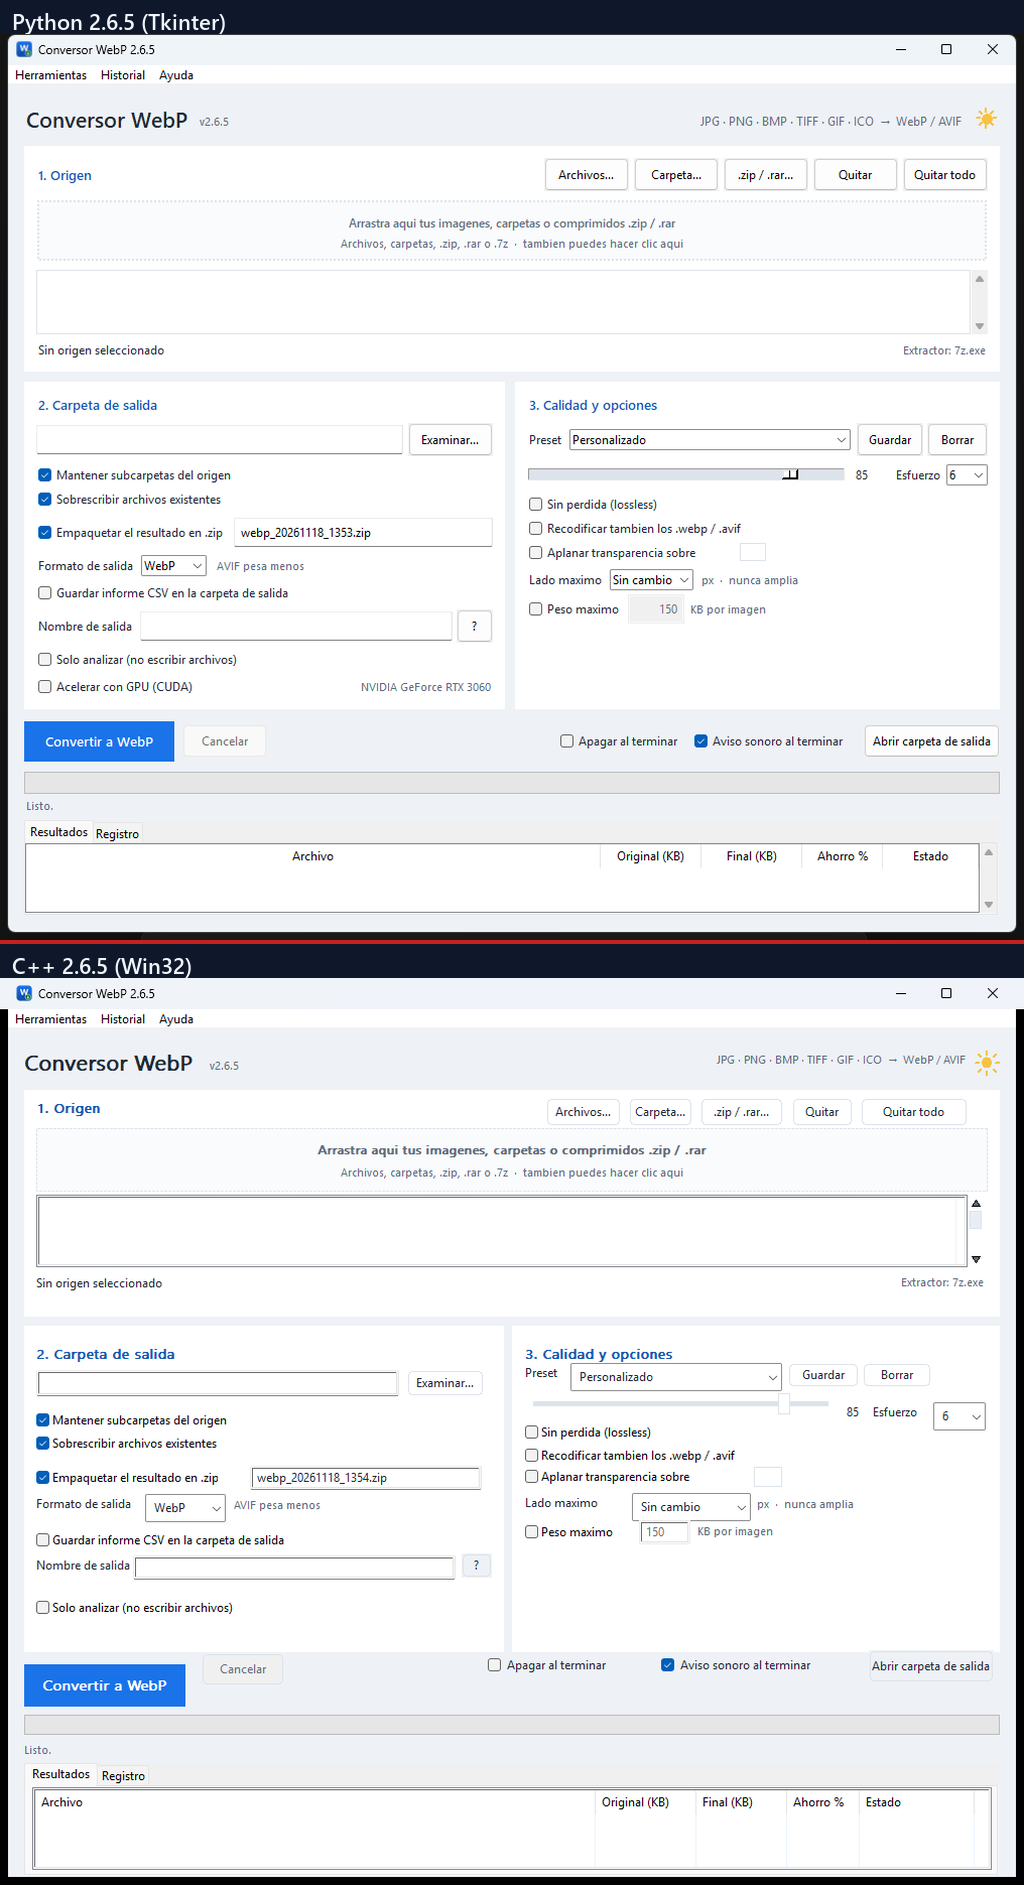 Python 2.6.5 (Tkinter)
Conversor WebP 2.6.5
Herramientas Historial Ayuda
Conversor WebP v2.6.5 JPG · PNG · BMP · TIFF · GIF · ICO → WebP / AVIF
1. Origen Archivos... Carpeta... .zip / .rar... Quitar Quitar todo
Arrastra aqui tus imagenes, carpetas o comprimidos .zip / .rar
Archivos, carpetas, .zip, .rar o .7z · tambien puedes hacer clic aqui
Sin origen seleccionado Extractor: 7z.exe
2. Carpeta de salida
Examinar...
Mantener subcarpetas del origen
Sobrescribir archivos existentes
Empaquetar el resultado en .zip webp_20261118_1353.zip
Formato de salida WebP AVIF pesa menos
Guardar informe CSV en la carpeta de salida
Nombre de salida ?
Solo analizar (no escribir archivos)
Acelerar con GPU (CUDA) NVIDIA GeForce RTX 3060
3. Calidad y opciones
Preset Personalizado Guardar Borrar
85 Esfuerzo 6
Sin perdida (lossless)
Recodificar tambien los .webp / .avif
Aplanar transparencia sobre
Lado maximo Sin cambio px · nunca amplia
Peso maximo 150 KB por imagen
Convertir a WebP Cancelar Apagar al terminar Aviso sonoro al terminar Abrir carpeta de salida
Listo.
Resultados Registro
Archivo Original (KB) Final (KB) Ahorro % Estado
C++ 2.6.5 (Win32)
Conversor WebP 2.6.5
Herramientas Historial Ayuda
Conversor WebP v2.6.5 JPG · PNG · BMP · TIFF · GIF · ICO → WebP / AVIF
1. Origen Archivos... Carpeta... .zip / .rar... Quitar Quitar todo
Arrastra aqui tus imagenes, carpetas o comprimidos .zip / .rar
Archivos, carpetas, .zip, .rar o .7z · tambien puedes hacer clic aqui
Sin origen seleccionado Extractor: 7z.exe
2. Carpeta de salida
Examinar...
Mantener subcarpetas del origen
Sobrescribir archivos existentes
Empaquetar el resultado en .zip webp_20261118_1354.zip
Formato de salida WebP AVIF pesa menos
Guardar informe CSV en la carpeta de salida
Nombre de salida ?
Solo analizar (no escribir archivos)
3. Calidad y opciones
Preset Personalizado Guardar Borrar
85 Esfuerzo 6
Sin perdida (lossless)
Recodificar tambien los .webp / .avif
Aplanar transparencia sobre
Lado maximo Sin cambio px · nunca amplia
Peso maximo 150 KB por imagen
Convertir a WebP Cancelar Apagar al terminar Aviso sonoro al terminar Abrir carpeta de salida
Listo.
Resultados Registro
Archivo Original (KB) Final (KB) Ahorro % Estado